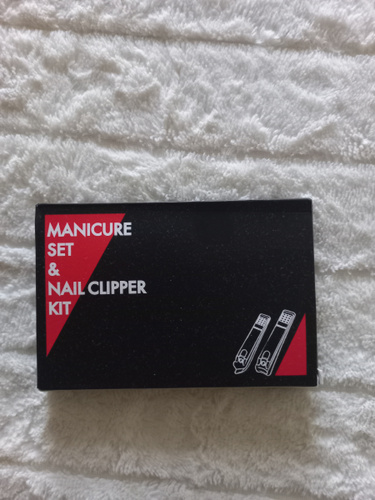 MANICURE
SET
&
NAIL CLIPPER
KIT